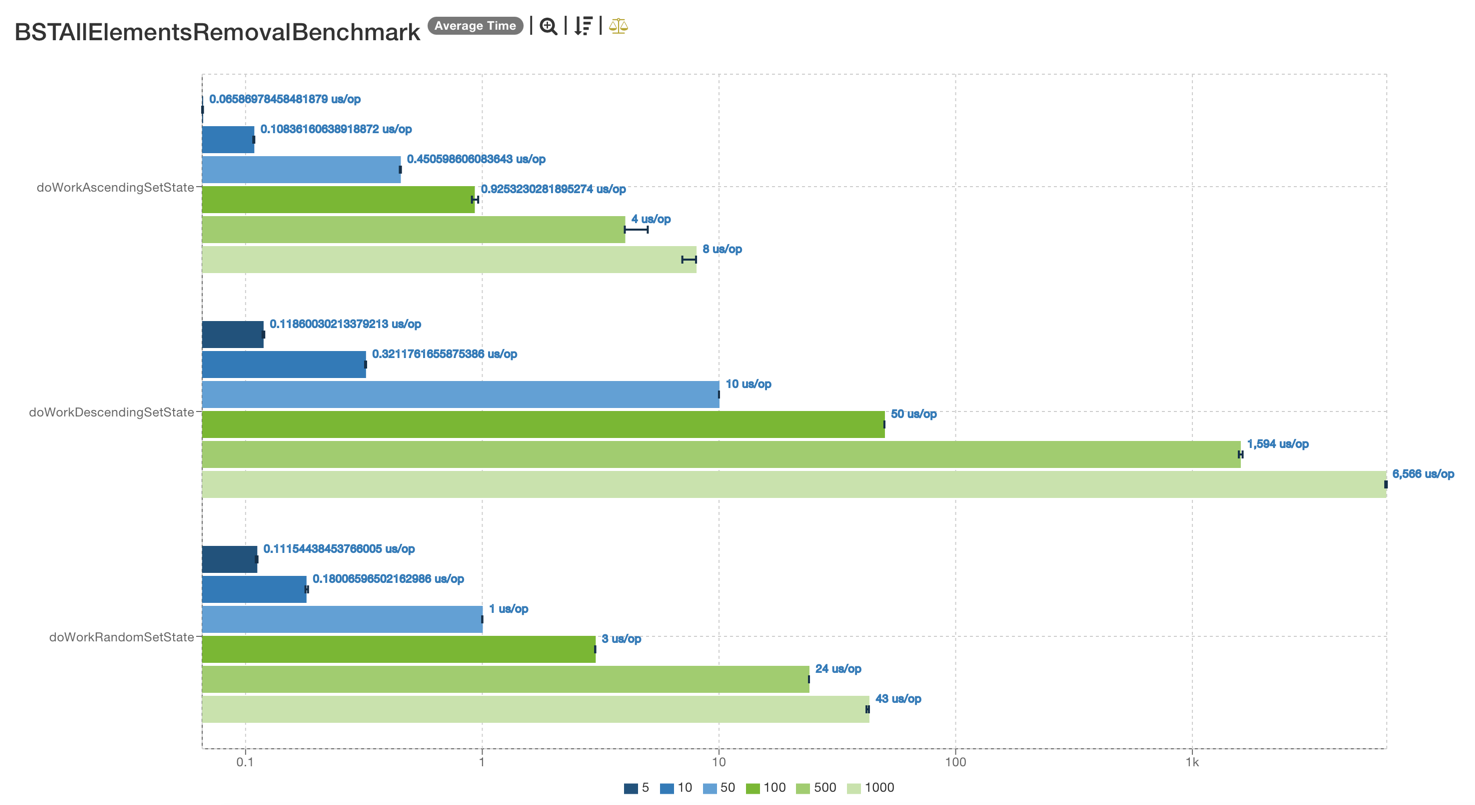 BSTAllElementsRemovalBenchmark Average Time
0.06586978458481879 us/op
0.10836160638918872 us/op
0.450598606083643 us/op
doWorkAscendingSetState
0.9253230281895274 us/op
4 us/op
8 us/op
0.11860030213379213 us/op
0.3211761655875386 us/op
10 us/op
doWorkDescendingSetState
50 us/op
1,594 us/op
6,566 us/op
0.11154438453766005 us/op
0.18006596502162986 us/op
1 us/op
doWorkRandomSetState
3 us/op
24 us/op
43 us/op
0.1 1 10 100 1k
5 10 50 100 500 1000